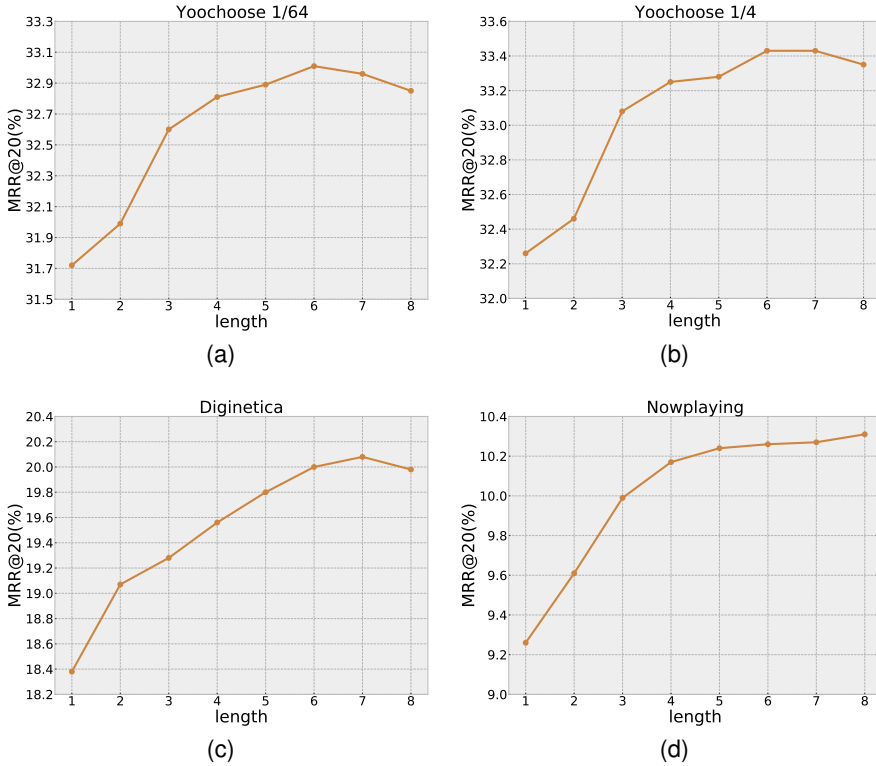 Yoochoose 1/64
MRR@20(%)
33.3
33.1
32.9
32.7
32.5
32.3
32.1
31.9
31.7
31.5
1 2 3 4 5 6 7 8
length
(a)
Yoochoose 1/4
MRR@20(%)
33.6
33.4
33.2
33.0
32.8
32.6
32.4
32.2
32.0
1 2 3 4 5 6 7 8
length
(b)
Diginetica
MRR@20(%)
20.4
20.2
20.0
19.8
19.6
19.4
19.2
19.0
18.8
18.6
18.4
18.2
1 2 3 4 5 6 7 8
length
(c)
Nowplaying
MRR@20(%)
10.4
10.2
10.0
9.8
9.6
9.4
9.2
9.0
1 2 3 4 5 6 7 8
length
(d)